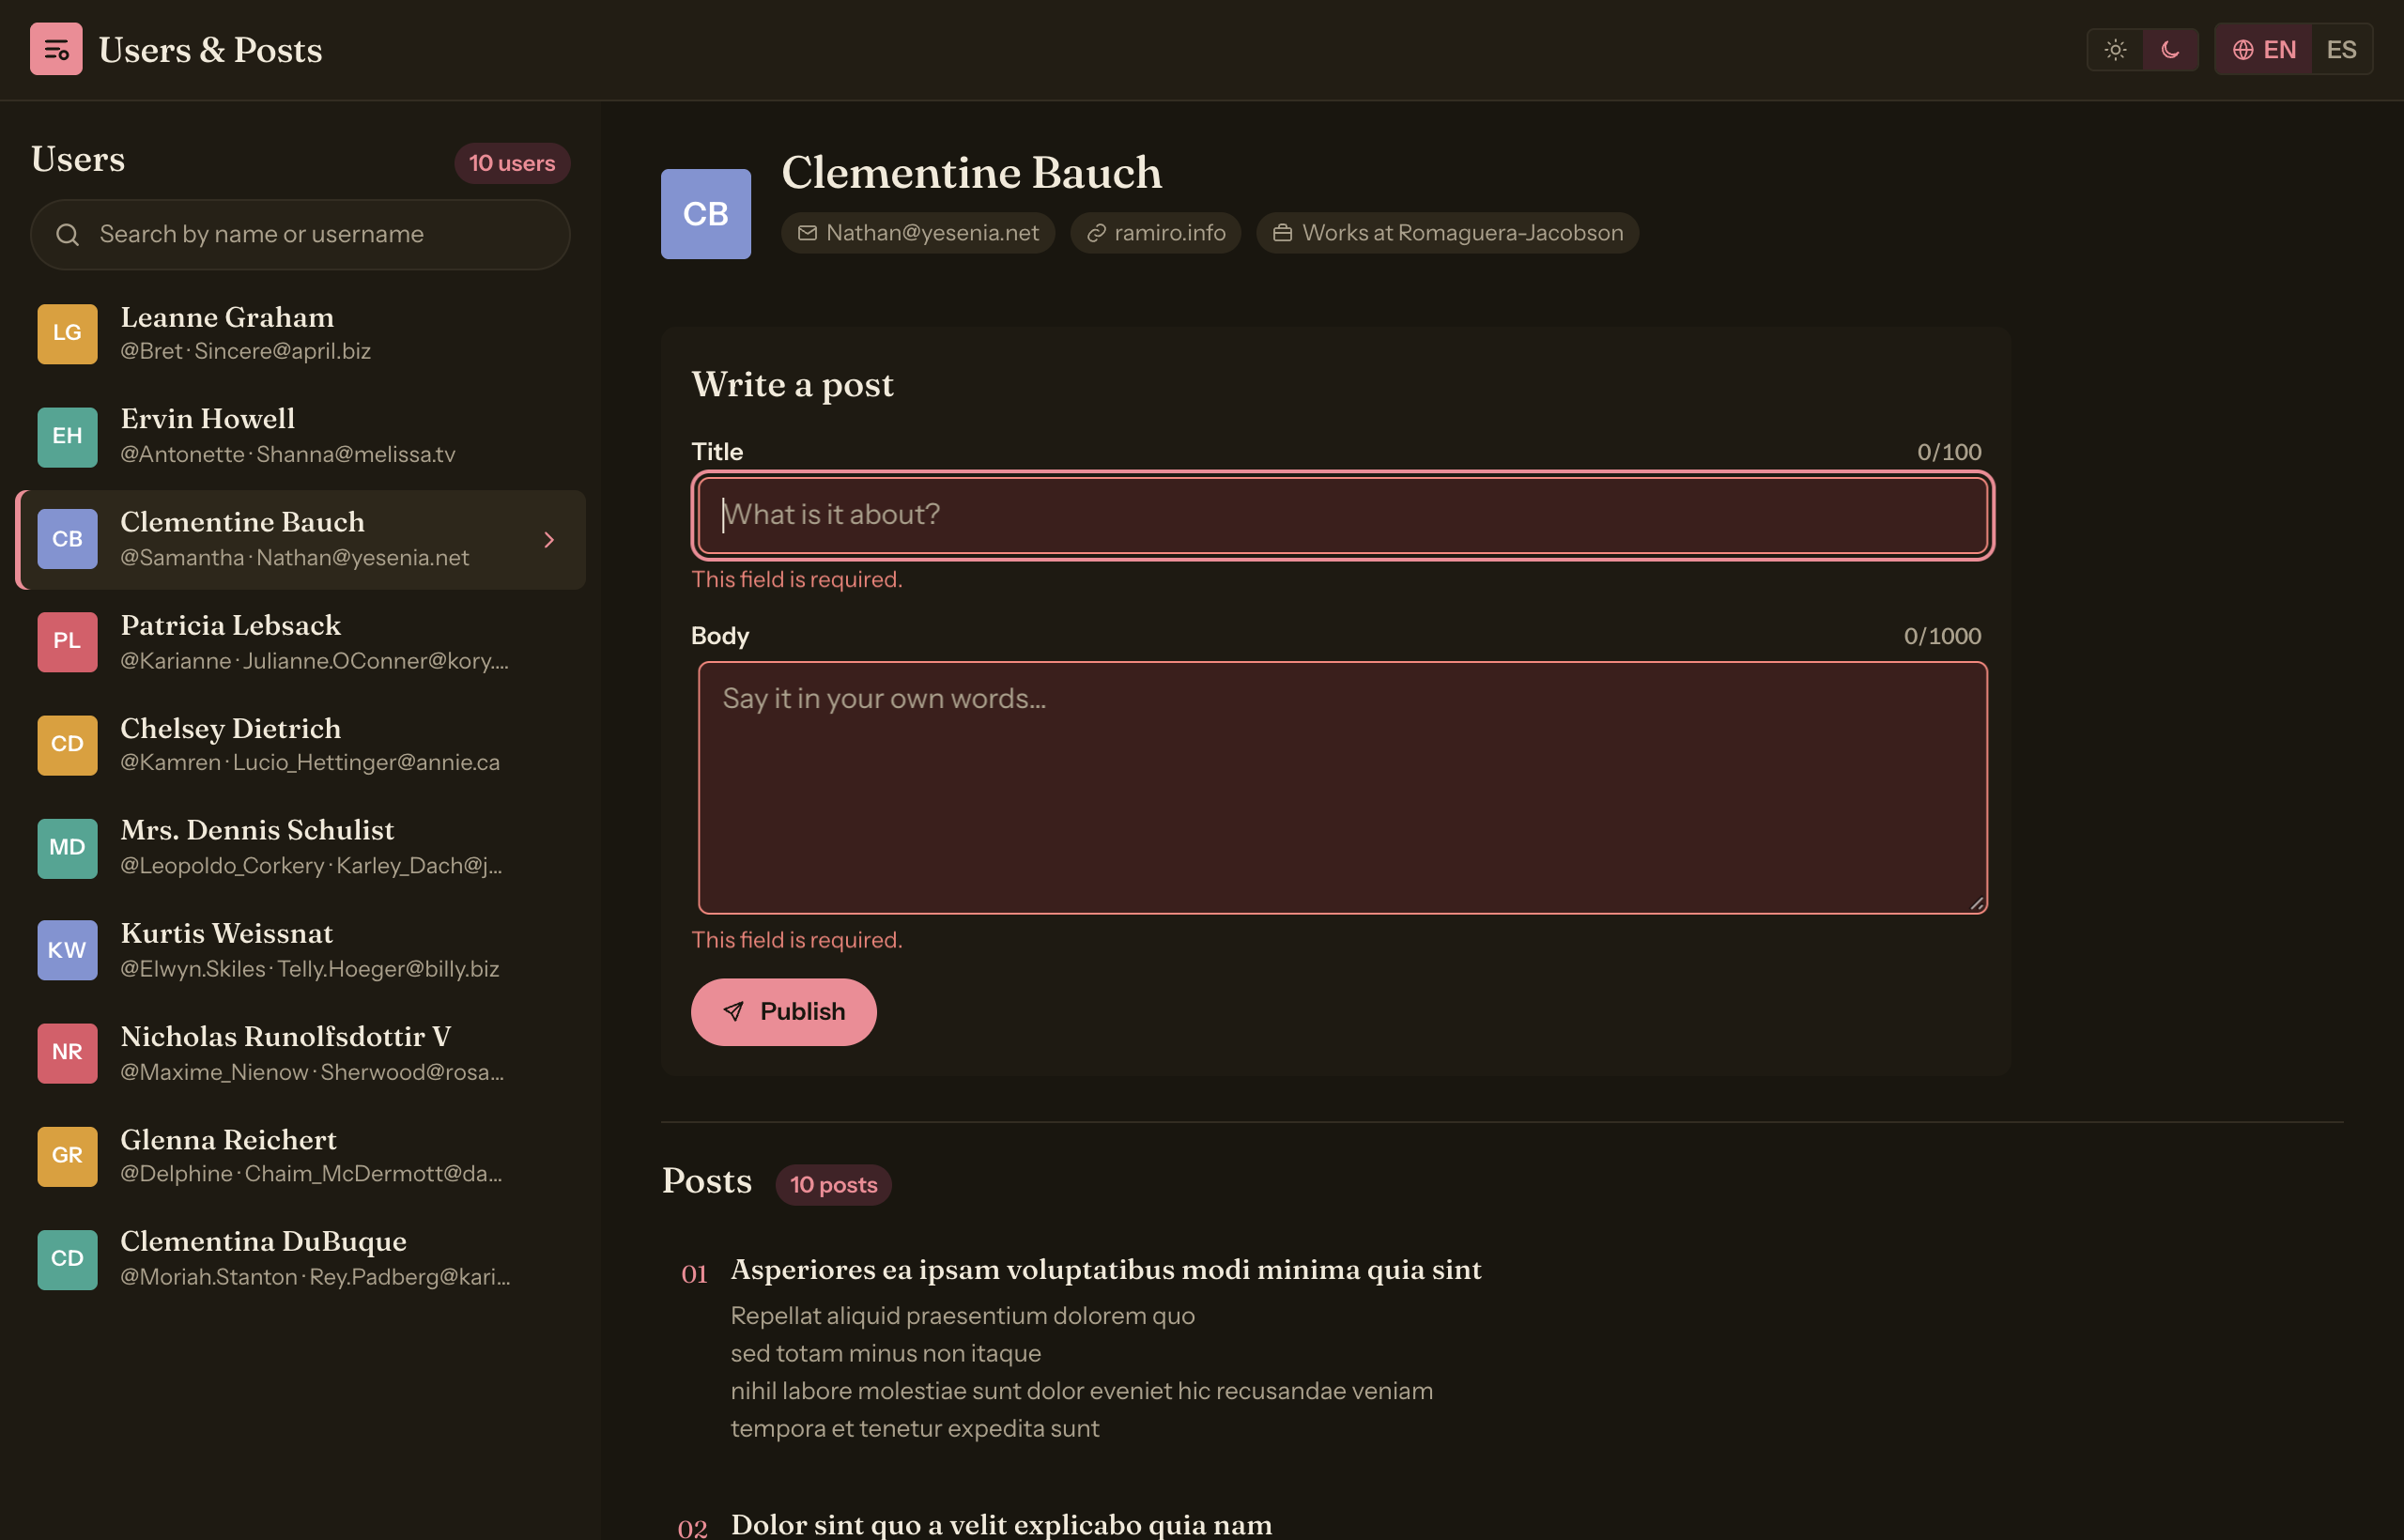 Users & Posts
EN
ES
Users
10 users
Search by name or username
LG
Leanne Graham
@Bret · Sincere@april.biz
EH
Ervin Howell
@Antonette · Shanna@melissa.tv
CB
Clementine Bauch
@Samantha · Nathan@yesenia.net
PL
Patricia Lebsack
@Karianne · Julianne.OConner@kory....
CD
Chelsey Dietrich
@Kamren · Lucio_Hettinger@annie.ca
MD
Mrs. Dennis Schulist
@Leopoldo_Corkery · Karley_Dach@j...
KW
Kurtis Weissnat
@Elwyn.Skiles · Telly.Hoeger@billy.biz
NR
Nicholas Runolfsdottir V
@Maxime_Nienow · Sherwood@rosa...
GR
Glenna Reichert
@Delphine · Chaim_McDermott@da...
CD
Clementina DuBuque
@Moriah.Stanton · Rey.Padberg@kari...
CB
Clementine Bauch
Nathan@yesenia.net
ramiro.info
Works at Romaguera-Jacobson
Write a post
Title
0/100
What is it about?
This field is required.
Body
0/1000
Say it in your own words...
This field is required.
Publish
Posts
10 posts
01
Asperiores ea ipsam voluptatibus modi minima quia sint
Repellat aliquid praesentium dolorem quo
sed totam minus non itaque
nihil labore molestiae sunt dolor eveniet hic recusandae veniam
tempora et tenetur expedita sunt
02
Dolor sint quo a velit explicabo quia nam